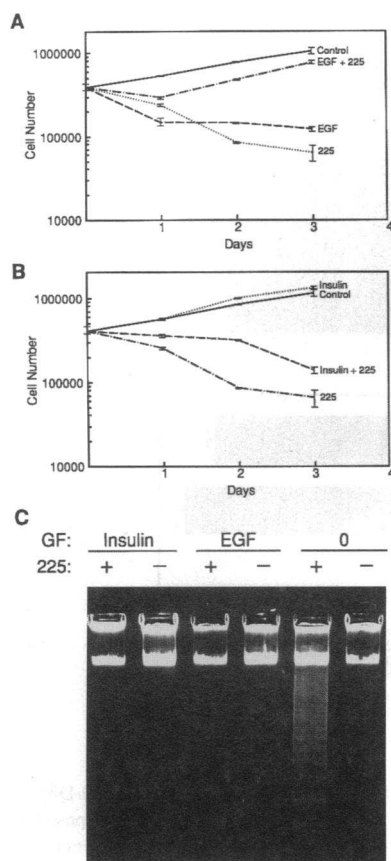 A
1000000
100000
10000
Cell Number
Control
EGF + 225
EGF
225
1 2 3 4
Days
B
1000000
100000
10000
Cell Number
Insulin
Control
Insulin + 225
225
1 2 3 4
Days
C
GF: Insulin EGF 0
225: + − + − + −